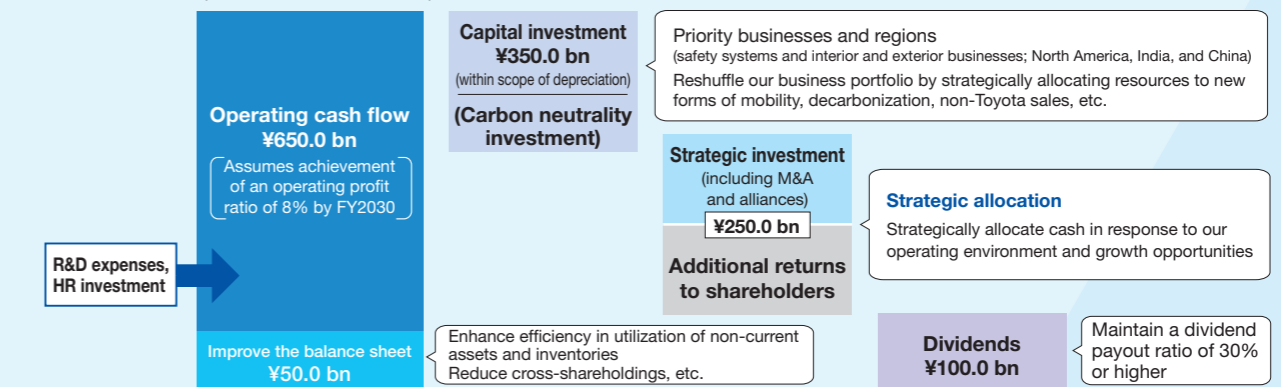 Operating cash flow
¥650.0 bn
Assumes achievement
of an operating profit
ratio of 8% by FY2030
R&D expenses,
HR investment
Improve the balance sheet
¥50.0 bn
Enhance efficiency in utilization of non-current
assets and inventories
Reduce cross-shareholdings, etc.
Capital investment
¥350.0 bn
(within scope of depreciation)
(Carbon neutrality
investment)
Priority businesses and regions
(safety systems and interior and exterior businesses; North America, India, and China)
Reshuffle our business portfolio by strategically allocating resources to new
forms of mobility, decarbonization, non-Toyota sales, etc.
Strategic investment
(including M&A
and alliances)
¥250.0 bn
Additional returns
to shareholders
Strategic allocation
Strategically allocate cash in response to our
operating environment and growth opportunities
Dividends
¥100.0 bn
Maintain a dividend
payout ratio of 30%
or higher